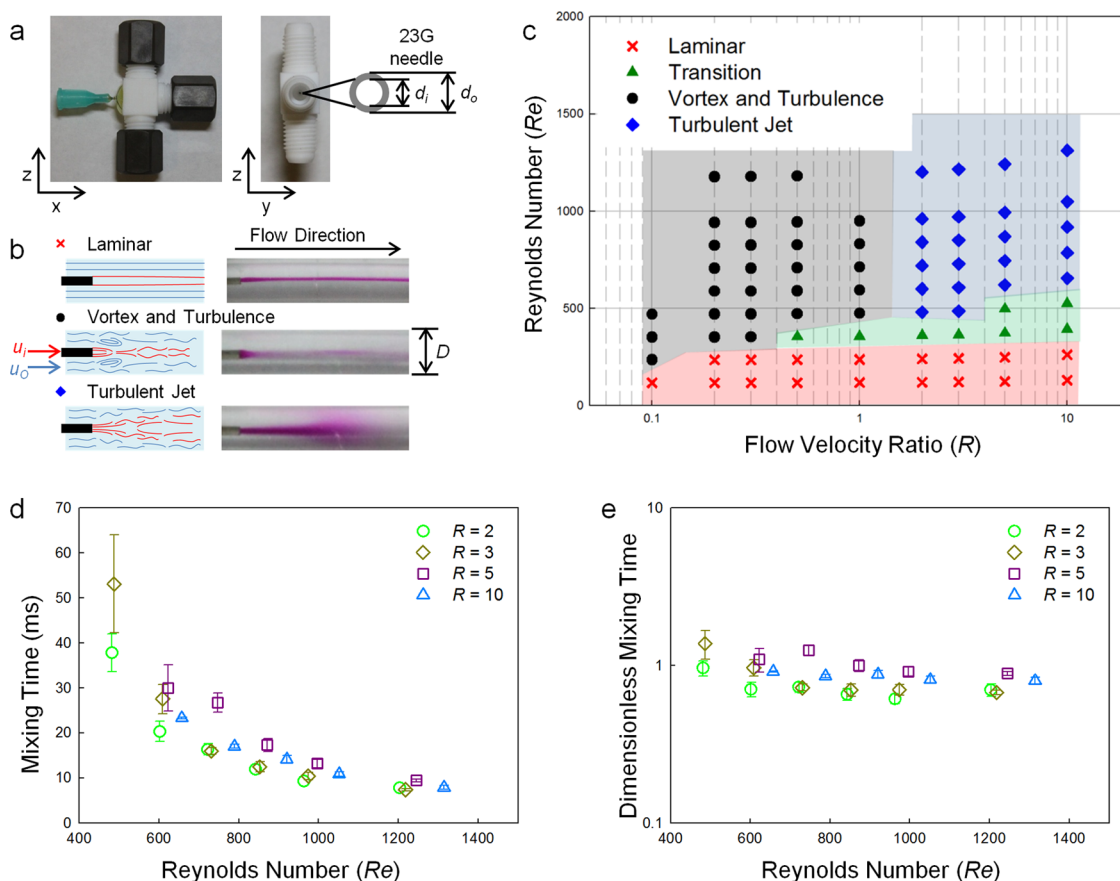 a
23G
needle
di
do
z
x
z
y
b
Laminar
Flow Direction
Vortex and Turbulence
ui
uO
D
Turbulent Jet
c
2000
1500
1000
500
0
Reynolds Number (Re)
Laminar
Transition
Vortex and Turbulence
Turbulent Jet
0.1
1
10
Flow Velocity Ratio (R)
d
70
60
50
40
30
20
10
0
Mixing Time (ms)
R = 2
R = 3
R = 5
R = 10
400
600
800
1000
1200
1400
Reynolds Number (Re)
e
10
1
0.1
Dimensionless Mixing Time
R = 2
R = 3
R = 5
R = 10
400
600
800
1000
1200
1400
Reynolds Number (Re)